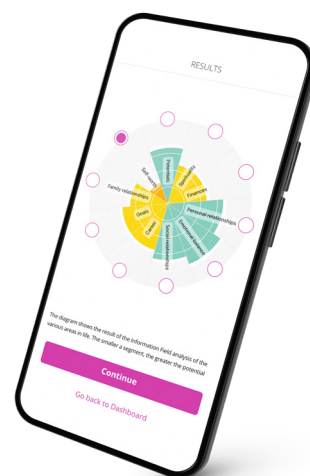 RESULTS
Self-worth
Spirituality
Finances
Family relationships
Personal relationships
Goals
Career
Emotional balance
Social relationships
The diagram shows the result of the Information Field analysis of the
various areas in life. The smaller a segment, the greater the potential
Continue
Go back to Dashboard